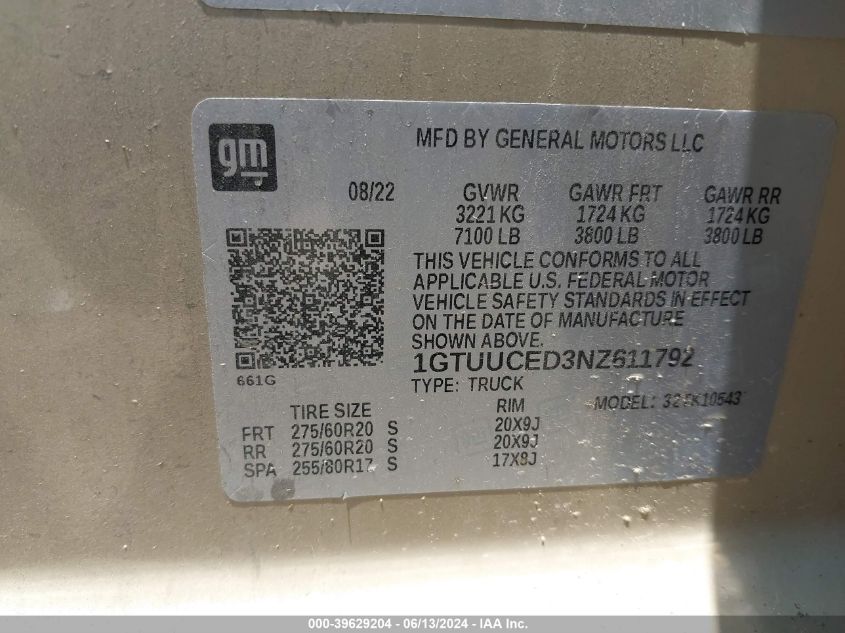 gm
MFD BY GENERAL MOTORS LLC
08/22 GVWR GAWR FRT GAWR RR
3221 KG 1724 KG 1724 KG
7100 LB 3800 LB 3800 LB
THIS VEHICLE CONFORMS TO ALL
APPLICABLE U.S. FEDERAL MOTOR
VEHICLE SAFETY STANDARDS IN EFFECT
ON THE DATE OF MANUFACTURE
SHOWN ABOVE.
1GTUUCED3NZ611792
661G
TYPE: TRUCK
MODEL:
TIRE SIZE RIM
FRT 275/60R20 S 20X9J
RR 275/60R20 S 20X9J
SPA 255/80R17 S 17X8J
000-39629204 - 06/13/2024 - IAA Inc.